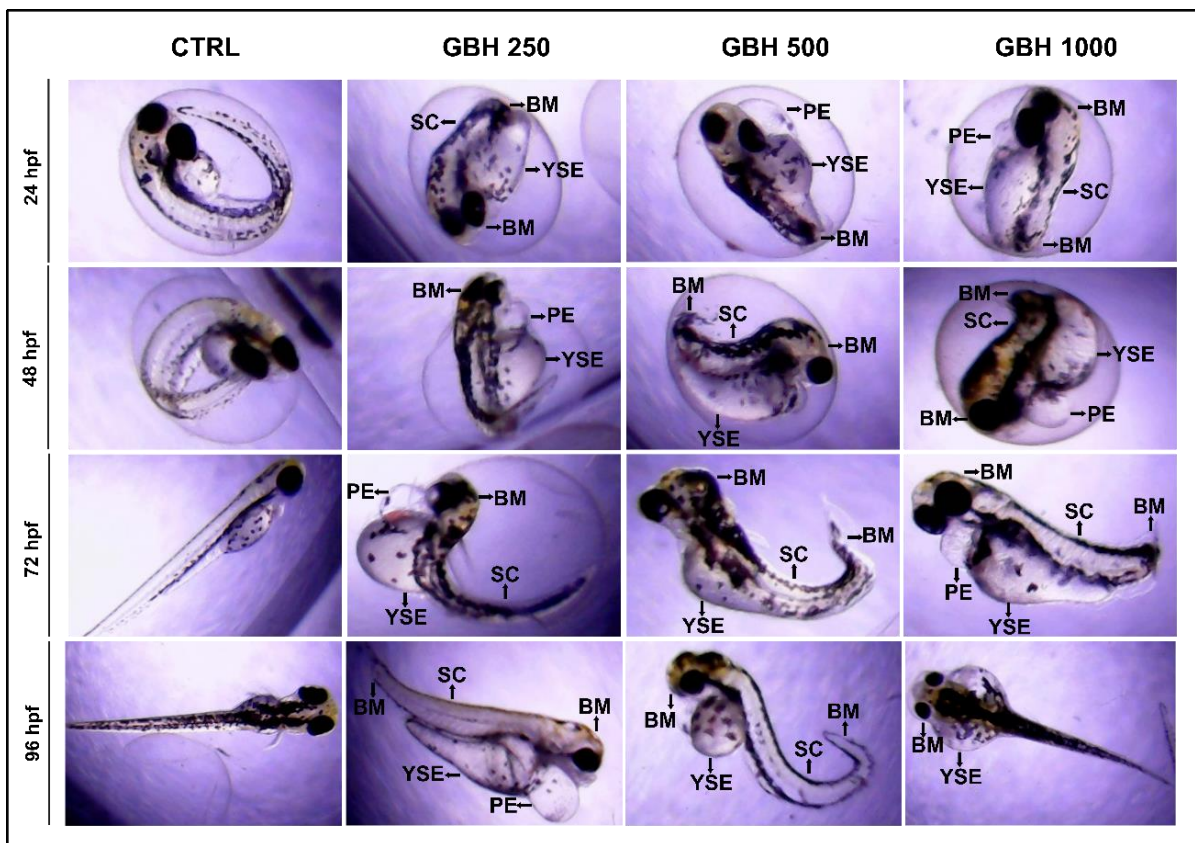 CTRL GBH 250 GBH 500 GBH 1000
24 hpf
SC BM
YSE
BM
PE
YSE
BM
PE BM
YSE SC
BM
48 hpf
BM
PE
YSE
BM SC
BM
YSE
BM
SC
YSE
BM PE
72 hpf
PE
BM
SC
YSE
BM
BM
SC
YSE
BM
SC BM
PE
YSE
96 hpf
SC
BM BM
YSE
PE
BM BM
SC
YSE
BM
YSE